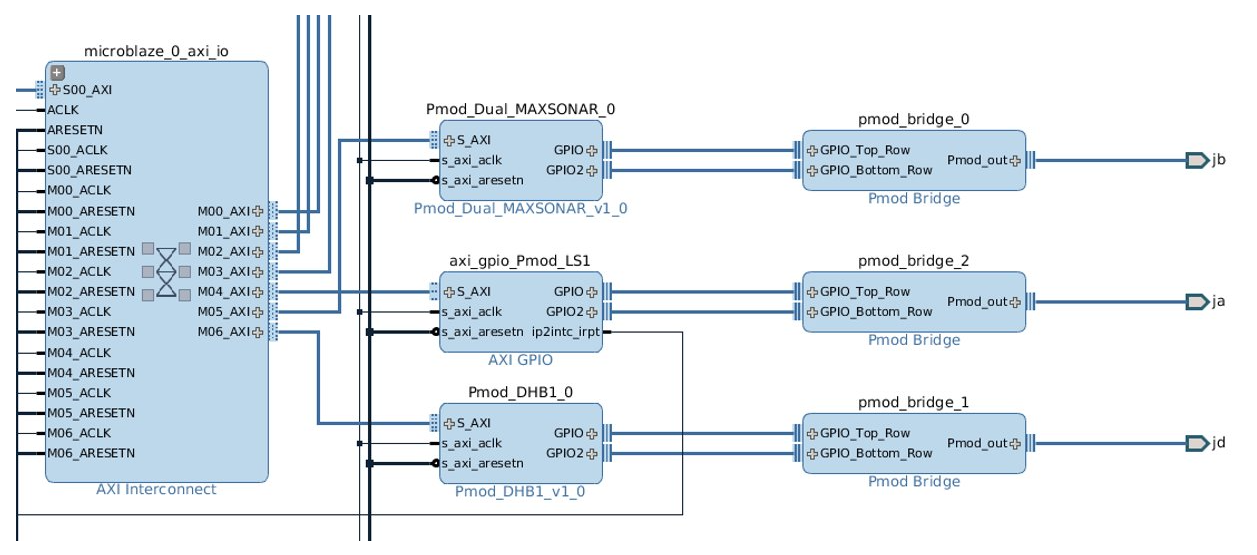 microblaze_0_axi_io
S00_AXI
ACLK
ARESETN
S00_ACLK
S00_ARESETN
M00_ACLK
M00_ARESETN M00_AXI
M01_ACLK M01_AXI
M01_ARESETN M02_AXI
M02_ACLK M03_AXI
M02_ARESETN M04_AXI
M03_ACLK M05_AXI
M03_ARESETN M06_AXI
M04_ACLK
M04_ARESETN
M05_ACLK
M05_ARESETN
M06_ACLK
M06_ARESETN
AXI Interconnect
Pmod_Dual_MAXSONAR_0
S_AXI
GPIO
s_axi_aclk
GPIO2
s_axi_aresetn
Pmod_Dual_MAXSONAR_v1_0
pmod_bridge_0
GPIO_Top_Row
Pmod_out
GPIO_Bottom_Row
Pmod Bridge
jb
axi_gpio_Pmod_LS1
S_AXI GPIO
s_axi_aclk GPIO2
s_axi_aresetn ip2intc_irpt
AXI GPIO
pmod_bridge_2
GPIO_Top_Row
Pmod_out
GPIO_Bottom_Row
Pmod Bridge
ja
Pmod_DHB1_0
S_AXI
GPIO
s_axi_aclk
GPIO2
s_axi_aresetn
Pmod_DHB1_v1_0
pmod_bridge_1
GPIO_Top_Row
Pmod_out
GPIO_Bottom_Row
Pmod Bridge
jd